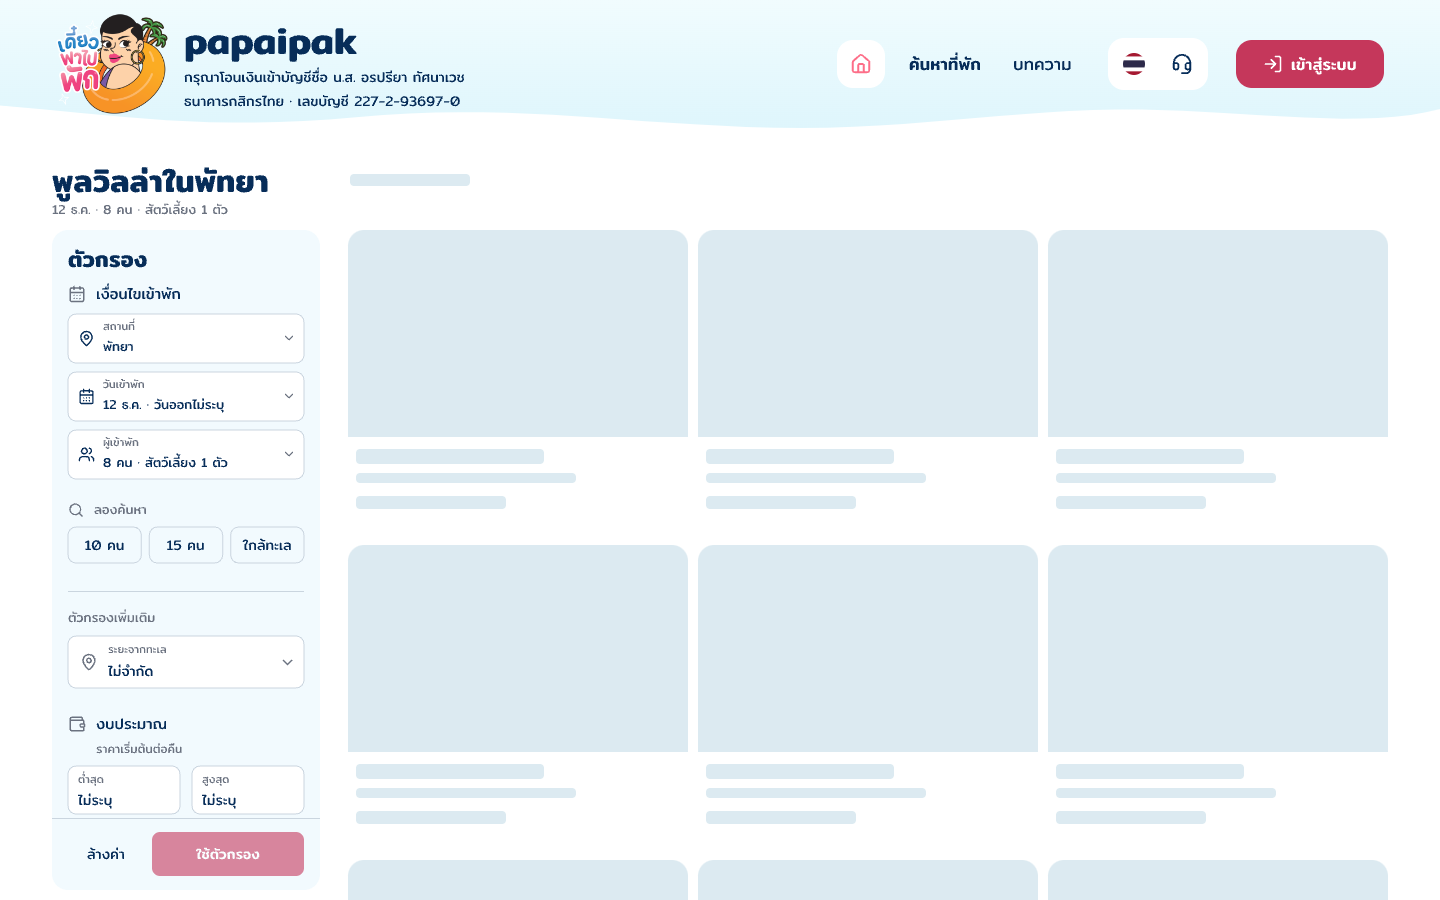 เดี๋ยว
พาไป
พัก
papaipak
กรุณาโอนเงินเข้าบัญชีชื่อ น.ส. อรปรียา ทัศนาเวช
ธนาคารกสิกรไทย · เลขบัญชี 227-2-93697-0
ค้นหาที่พัก
บทความ
เข้าสู่ระบบ
พูลวิลล่าในพัทยา
12 ธ.ค. · 8 คน · สัตว์เลี้ยง 1 ตัว
ตัวกรอง
เงื่อนไขเข้าพัก
สถานที่
พัทยา
วันเข้าพัก
12 ธ.ค. · วันออกไม่ระบุ
ผู้เข้าพัก
8 คน · สัตว์เลี้ยง 1 ตัว
ลองค้นหา
10 คน
15 คน
ใกล้ทะเล
ตัวกรองเพิ่มเติม
ระยะจากทะเล
ไม่จำกัด
งบประมาณ
ราคาเริ่มต้นต่อคืน
ต่ำสุด
ไม่ระบุ
สูงสุด
ไม่ระบุ
ล้างค่า
ใช้ตัวกรอง